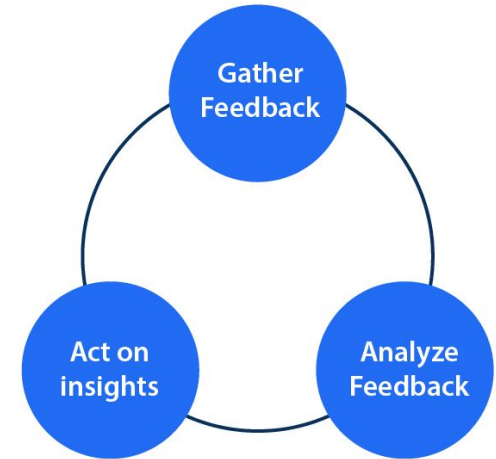 Gather
Feedback
Analyze
Feedback
Act on
insights